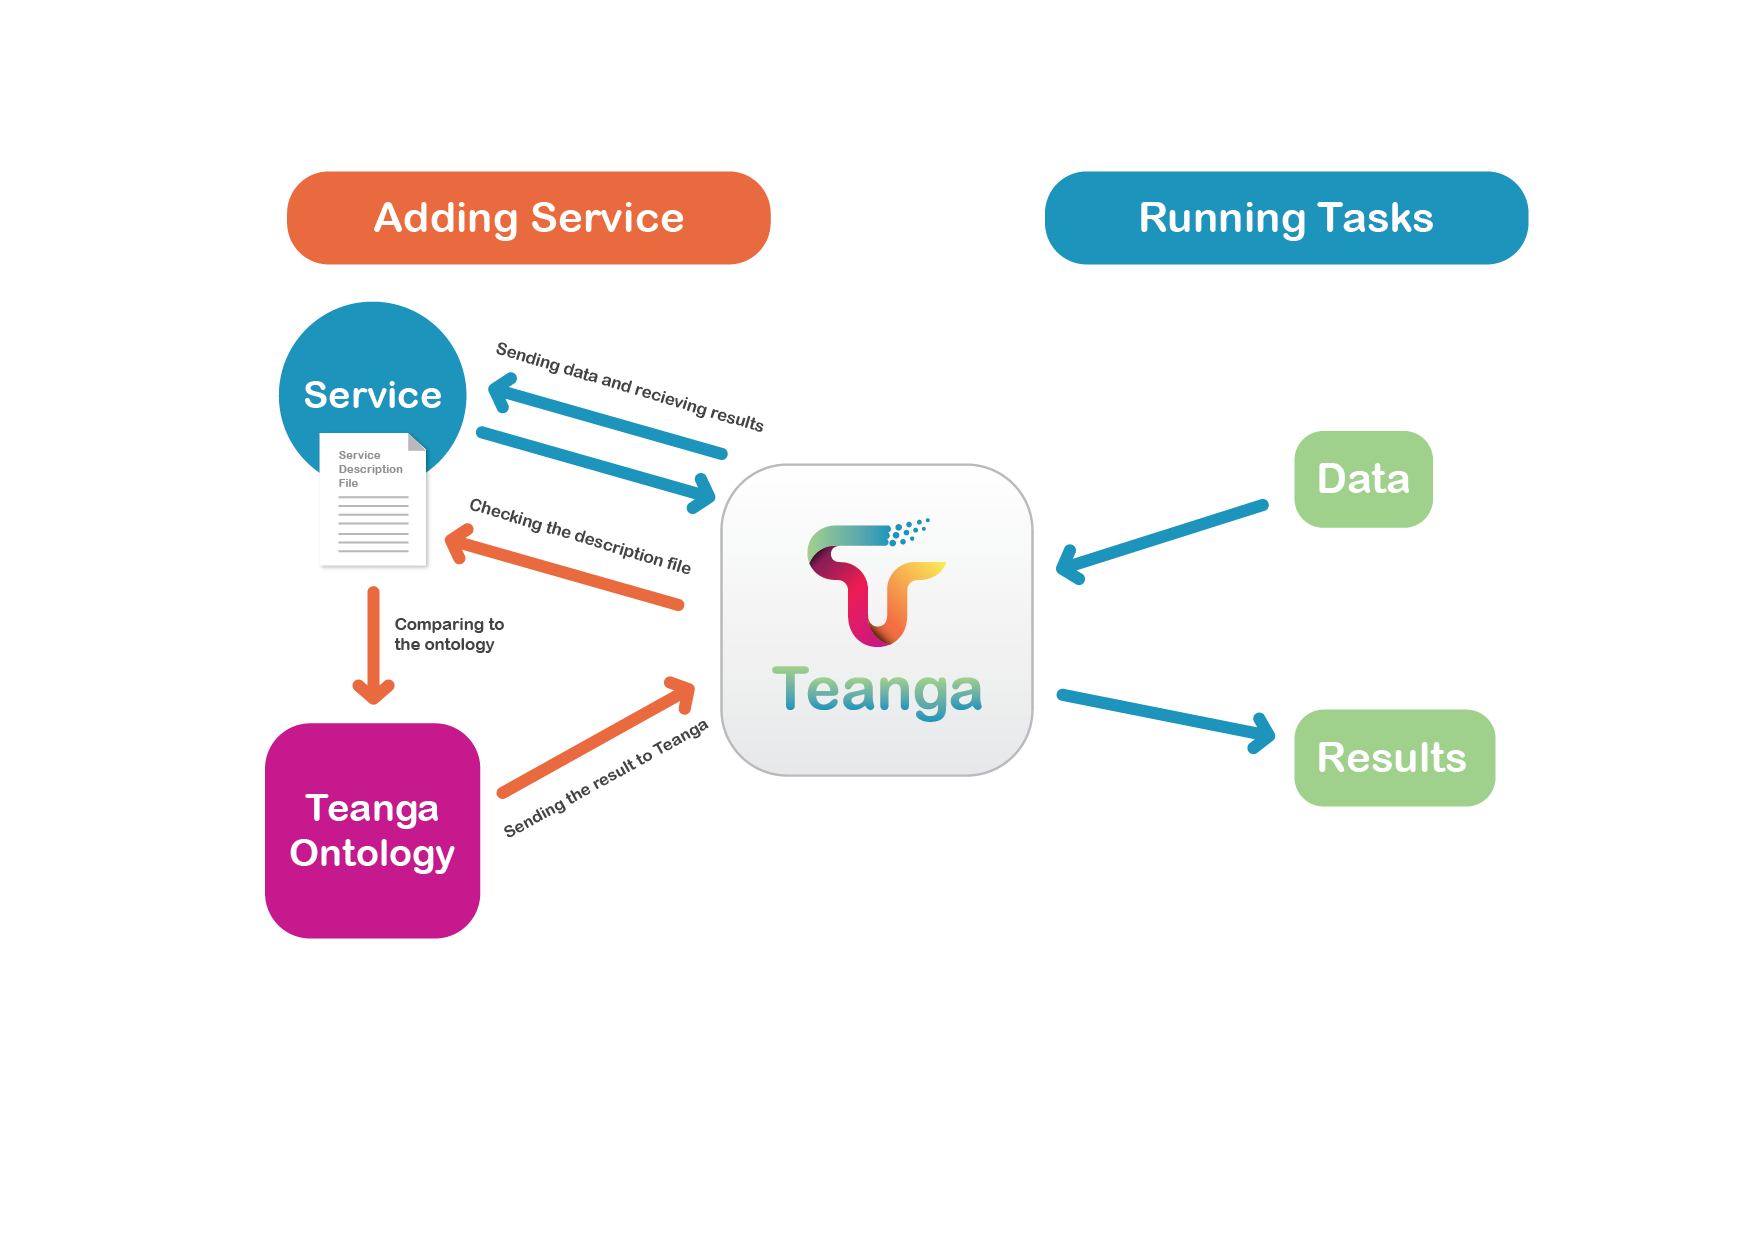 Adding Service
Running Tasks
Service
Service
Description
File
Sending data and recieving results
Checking the description file
Comparing to
the ontology
Sending the result to Teanga
Teanga
Ontology
Teanga
Data
Results